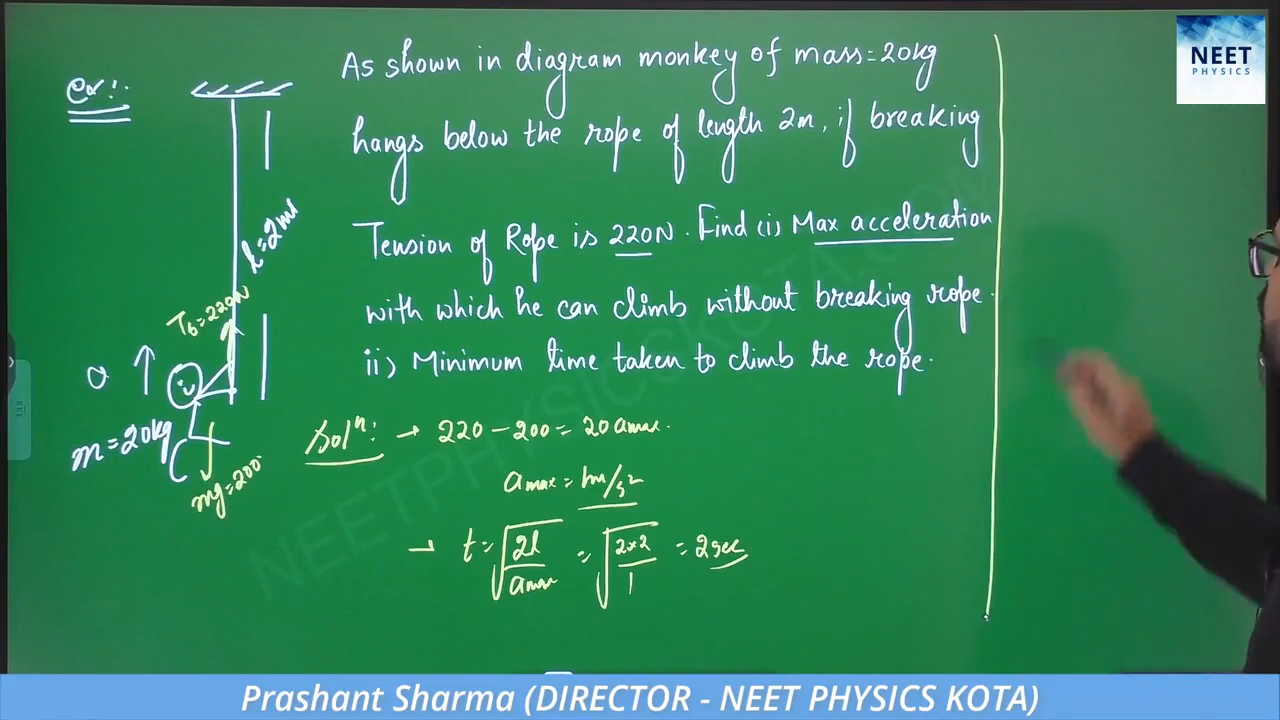 Ex:-
As shown in diagram monkey of mass=20kg
hangs below the rope of length 2m, if breaking
Tension of Rope is 220N. Find (i) Max acceleration
with which he can climb without breaking rope.
ii) Minimum time taken to climb the rope.
l=2m
T_b=220N
a
m=20kg
mg=200
Solⁿ: → 220-200=20 a_max.
a_max = 1m/s²
→ t=√(2l/a_max) = √(2×2/1) = 2sec
NEET
PHYSICS
NEETPHYSICSKOTA.COM
Prashant Sharma (DIRECTOR - NEET PHYSICS KOTA)